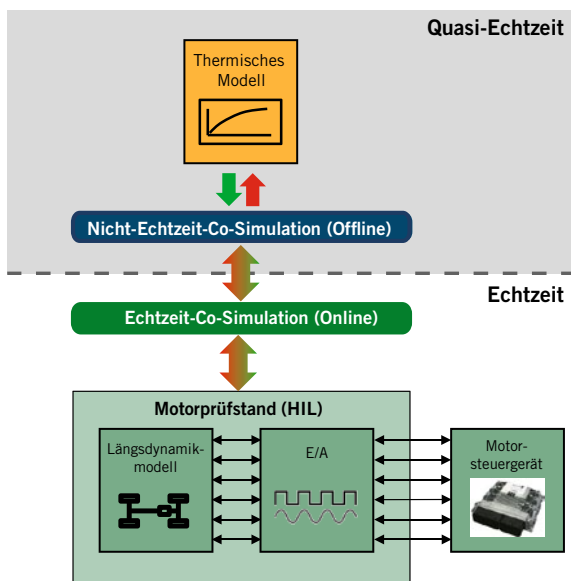 Quasi-Echtzeit
Thermisches
Modell
Nicht-Echtzeit-Co-Simulation (Offline)
Echtzeit
Echtzeit-Co-Simulation (Online)
Motorprüfstand (HIL)
Längsdynamik-
modell
E/A
Motor-
steuergerät